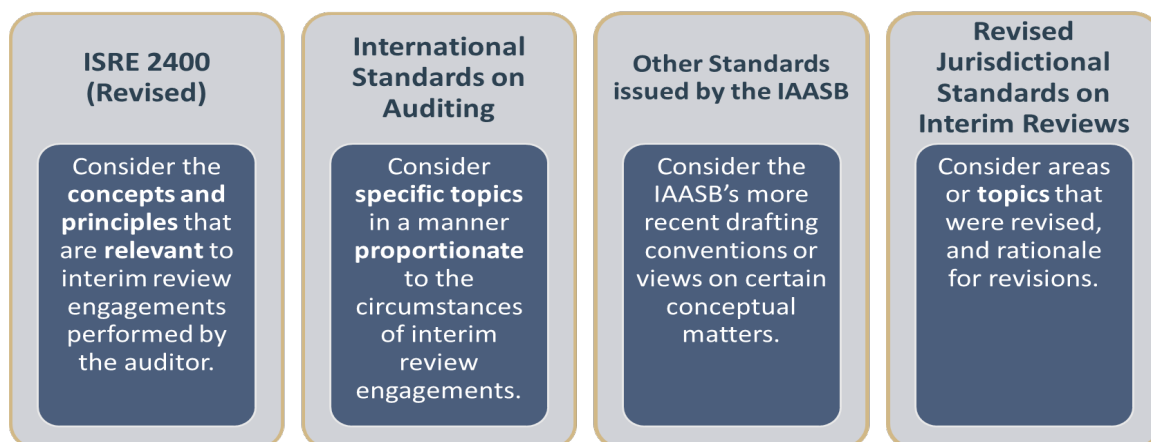 ISRE 2400
(Revised)
Consider the
concepts and
principles that
are relevant to
interim review
engagements
performed by
the auditor.
International
Standards on
Auditing
Consider
specific topics
in a manner
proportionate
to the
circumstances
of interim
review
engagements.
Other Standards
issued by the IAASB
Consider the
IAASB’s more
recent drafting
conventions or
views on certain
conceptual
matters.
Revised
Jurisdictional
Standards on
Interim Reviews
Consider areas
or topics that
were revised,
and rationale
for revisions.